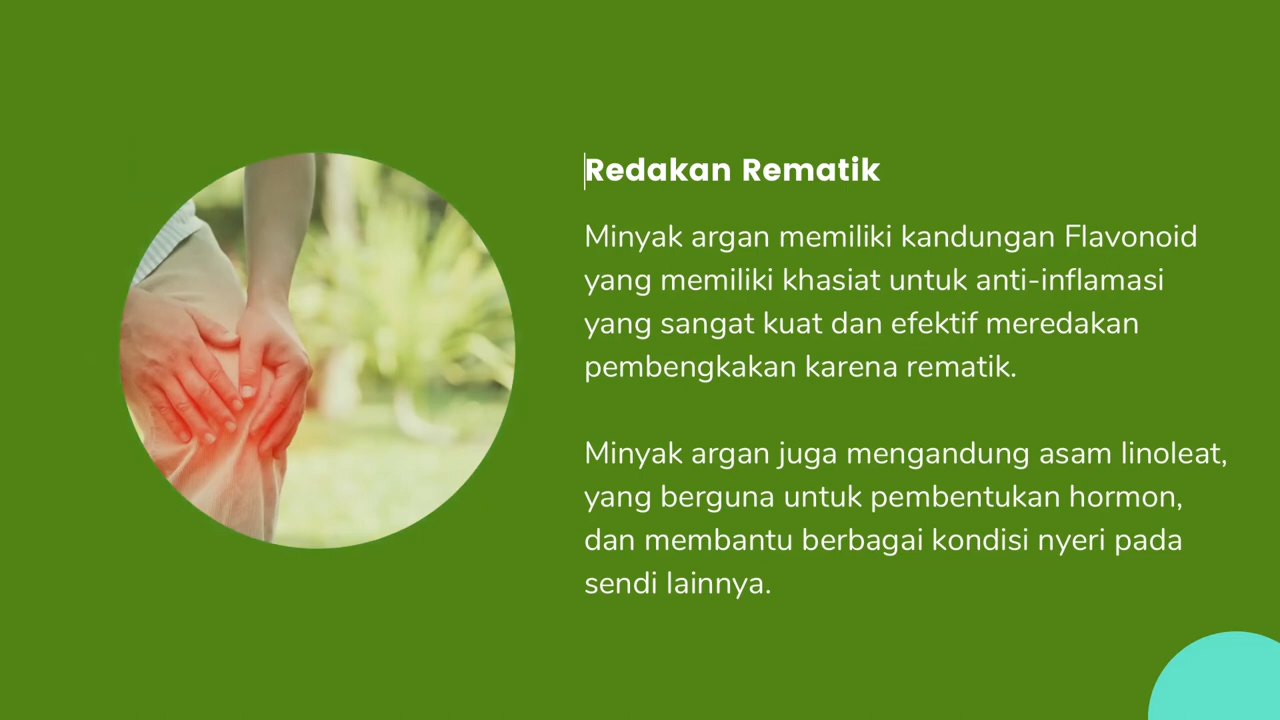 Redakan Rematik
Minyak argan memiliki kandungan Flavonoid
yang memiliki khasiat untuk anti-inflamasi
yang sangat kuat dan efektif meredakan
pembengkakan karena rematik.
Minyak argan juga mengandung asam linoleat,
yang berguna untuk pembentukan hormon,
dan membantu berbagai kondisi nyeri pada
sendi lainnya.